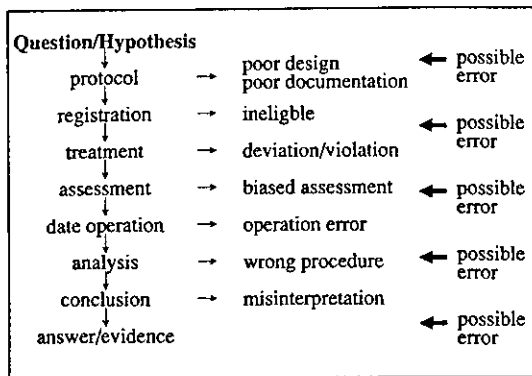 Question/Hypothesis
protocol → poor design
poor documentation
← possible
error
registration → ineligble
← possible
error
treatment → deviation/violation
assessment → biased assessment
← possible
error
date operation → operation error
analysis → wrong procedure
← possible
error
conclusion → misinterpretation
answer/evidence
← possible
error